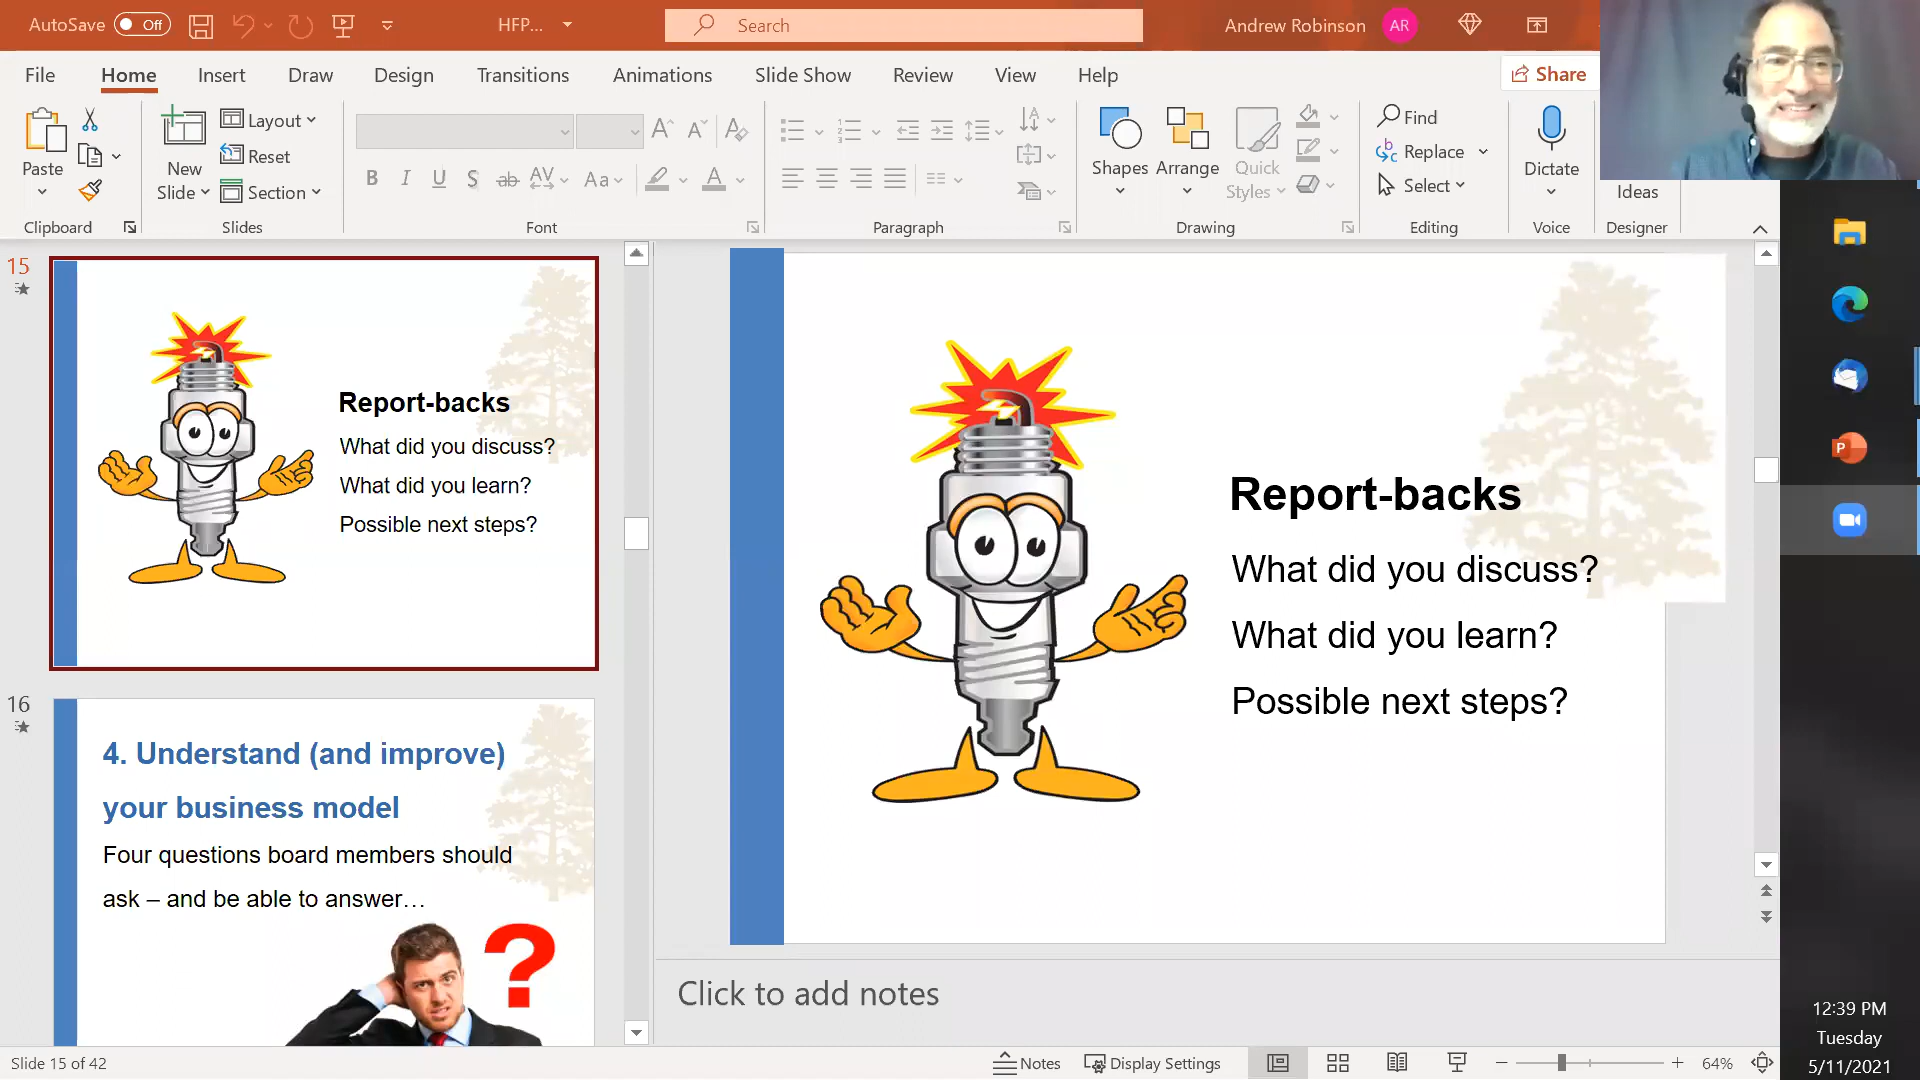 AutoSave Off HFP... Search Andrew Robinson AR
File Home Insert Draw Design Transitions Animations Slide Show Review View Help Share
Paste
New
Slide
Layout
Reset
Section
B I U S ab AV Aa A
Shapes
Arrange
Quick
Styles
Find
Replace
Select
Dictate
Ideas
Clipboard Slides Font Paragraph Drawing Editing Voice Designer
15
Report-backs
What did you discuss?
What did you learn?
Possible next steps?
16
4. Understand (and improve)
your business model
Four questions board members should
ask – and be able to answer…
?
Report-backs
What did you discuss?
What did you learn?
Possible next steps?
Click to add notes
Slide 15 of 42 Notes Display Settings 64%
P
12:39 PM
Tuesday
5/11/2021